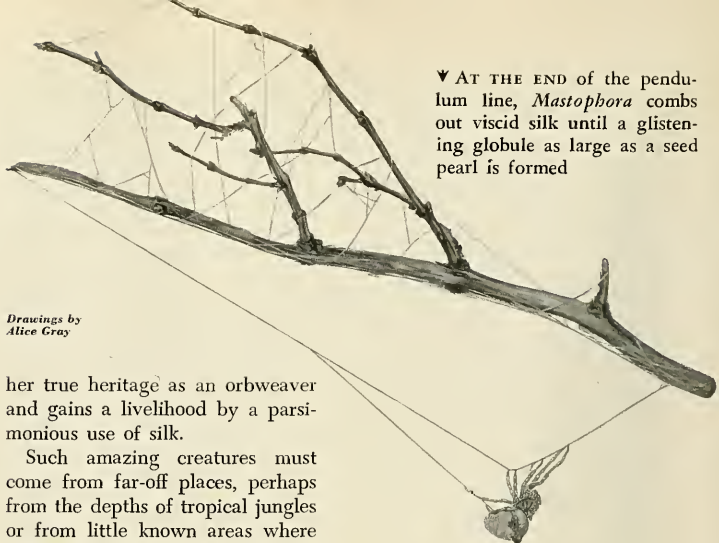 ▼ AT THE END of the pendu-
lum line, Mastophora combs
out viscid silk until a glisten-
ing globule as large as a seed
pearl is formed
Drawings by
Alice Gray
her true heritage as an orbweaver
and gains a livelihood by a parsi-
monious use of silk.
Such amazing creatures must
come from far-off places, perhaps
from the depths of tropical jungles
or from little known areas where